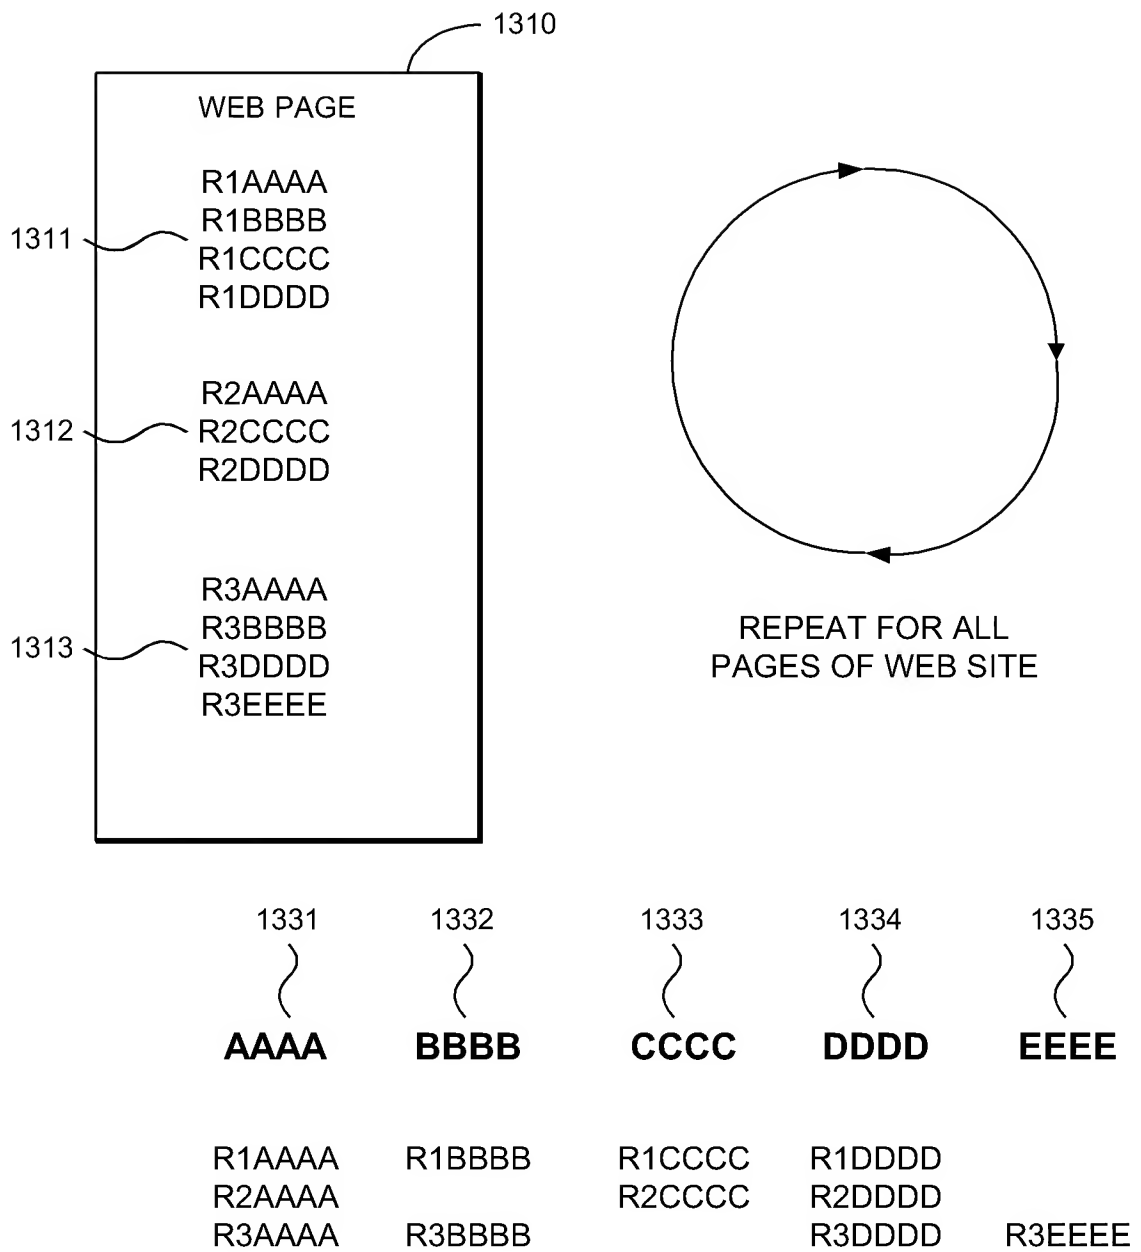 1310
WEB PAGE
R1AAAA
R1BBBB
1311
R1CCCC
R1DDDD
R2AAAA
1312
R2CCCC
R2DDDD
R3AAAA
R3BBBB
1313
R3DDDD
R3EEEE
REPEAT FOR ALL
PAGES OF WEB SITE
1331 1332 1333 1334 1335
AAAA BBBB CCCC DDDD EEEE
R1AAAA R1BBBB R1CCCC R1DDDD
R2AAAA R2CCCC R2DDDD
R3AAAA R3BBBB R3DDDD R3EEEE